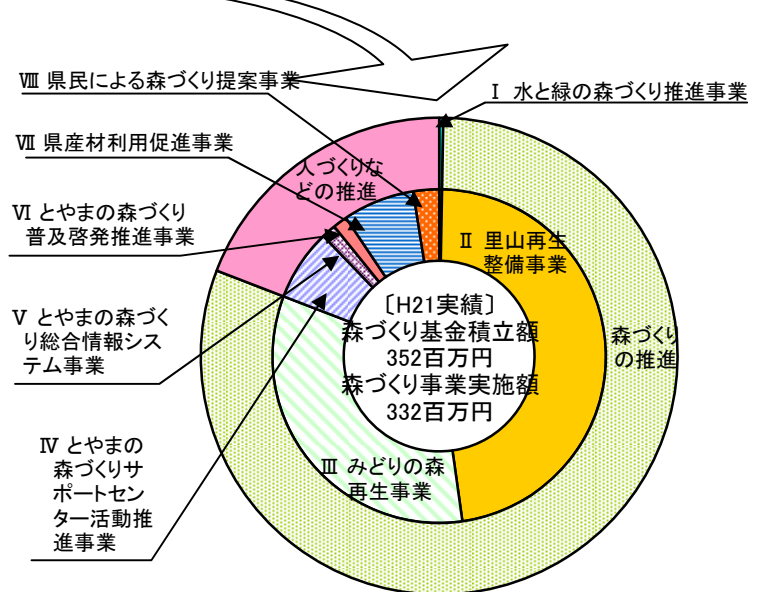 Ⅷ 県民による森づくり提案事業
Ⅰ 水と緑の森づくり推進事業
Ⅶ 県産材利用促進事業
人づくりな
どの推進
Ⅵ とやまの森づくり
普及啓発推進事業
Ⅱ 里山再生
整備事業
〔H21実績〕
森づくり基金積立額
352百万円
森づくり事業実施額
332百万円
森づくり
の推進
Ⅴ とやまの森づく
り総合情報シス
テム事業
Ⅳ とやまの
森づくりサ
ポートセン
ター活動推
進事業
Ⅲ みどりの森
再生事業